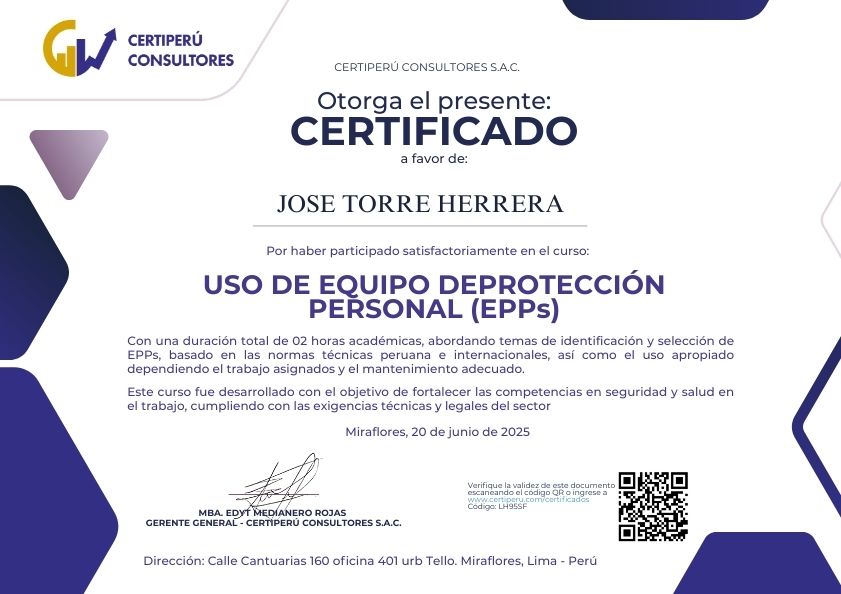 CERTIPERÚ
CONSULTORES
CERTIPERÚ CONSULTORES S.A.C.
Otorga el presente:
CERTIFICADO
a favor de:
JOSE TORRE HERRERA
Por haber participado satisfactoriamente en el curso:
USO DE EQUIPO DEPROTECCIÓN
PERSONAL (EPPs)
Con una duración total de 02 horas académicas, abordando temas de identificación y selección de
EPPs, basado en las normas técnicas peruana e internacionales, así como el uso apropiado
dependiendo el trabajo asignados y el mantenimiento adecuado.
Este curso fue desarrollado con el objetivo de fortalecer las competencias en seguridad y salud en
el trabajo, cumpliendo con las exigencias técnicas y legales del sector
Miraflores, 20 de junio de 2025
Verifique la validez de este documento
escaneando el código QR o ingrese a
www.certiperu.com/certificados
Código: LH95SF
MBA. EDYT MEDIANERO ROJAS
GERENTE GENERAL - CERTIPERÚ CONSULTORES S.A.C.
Dirección: Calle Cantuarias 160 oficina 401 urb Tello. Miraflores, Lima - Perú